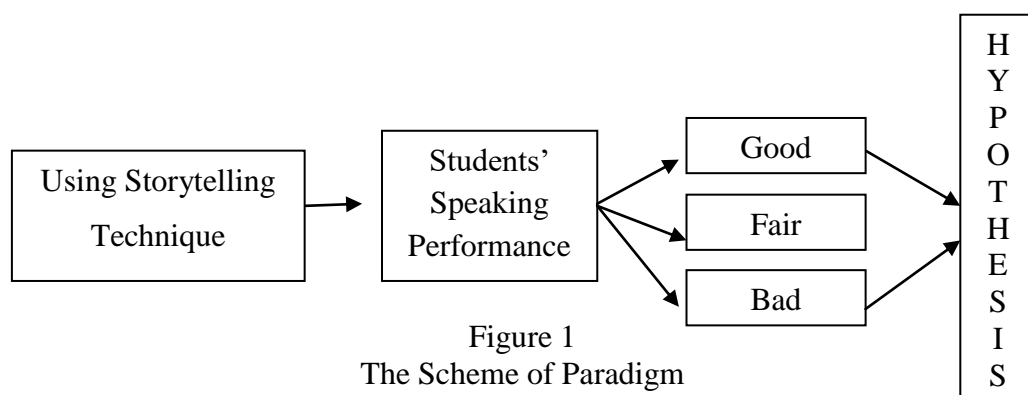 Using Storytelling
Technique
Students’
Speaking
Performance
Good
Fair
Bad
H
Y
P
O
T
H
E
S
I
S
Figure 1
The Scheme of Paradigm